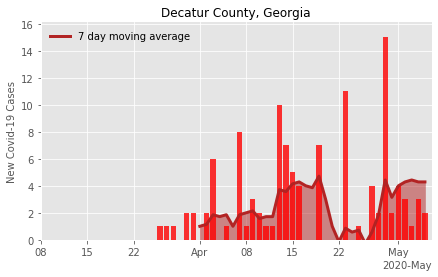 Decatur County, Georgia
7 day moving average
New Covid-19 Cases
16
14
12
10
8
6
4
2
0
08
15
22
Apr
08
15
22
May
2020-May